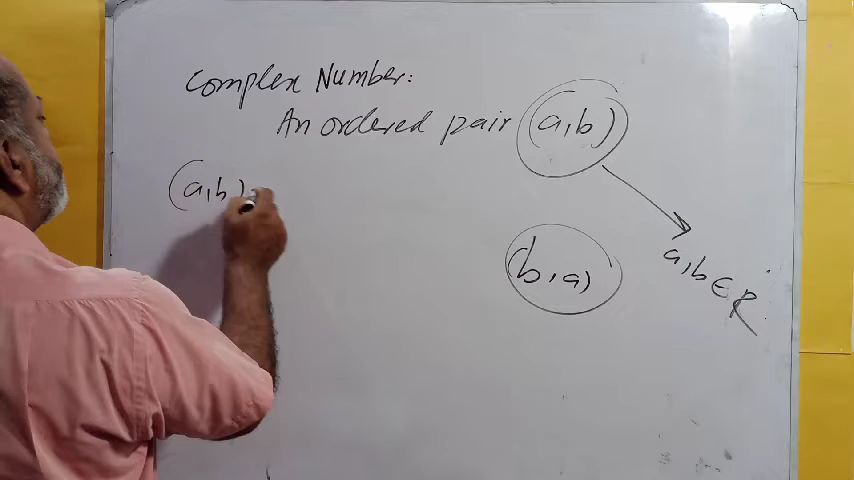 Complex Number:
An ordered pair (a,b)
(a,b)
(b,a)
a,b ∈ R